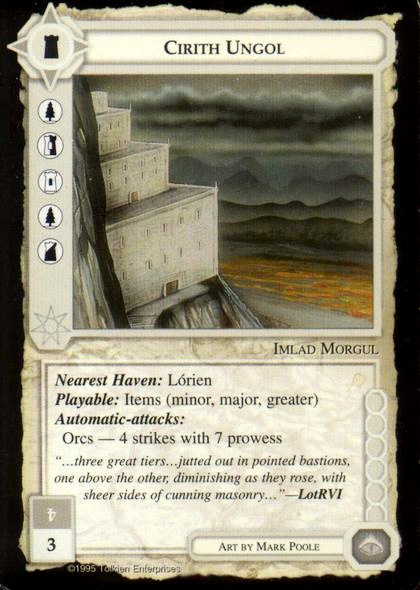 CIRITH UNGOL
IMLAD MORGUL
Nearest Haven: Lórien
Playable: Items (minor, major, greater)
Automatic-attacks:
Orcs — 4 strikes with 7 prowess
“...three great tiers...jutted out in pointed bastions,
one above the other, diminishing as they rose, with
sheer sides of cunning masonry...”—LotRVI
4
3
ART BY MARK POOLE
©1995 Tolkien Enterprises